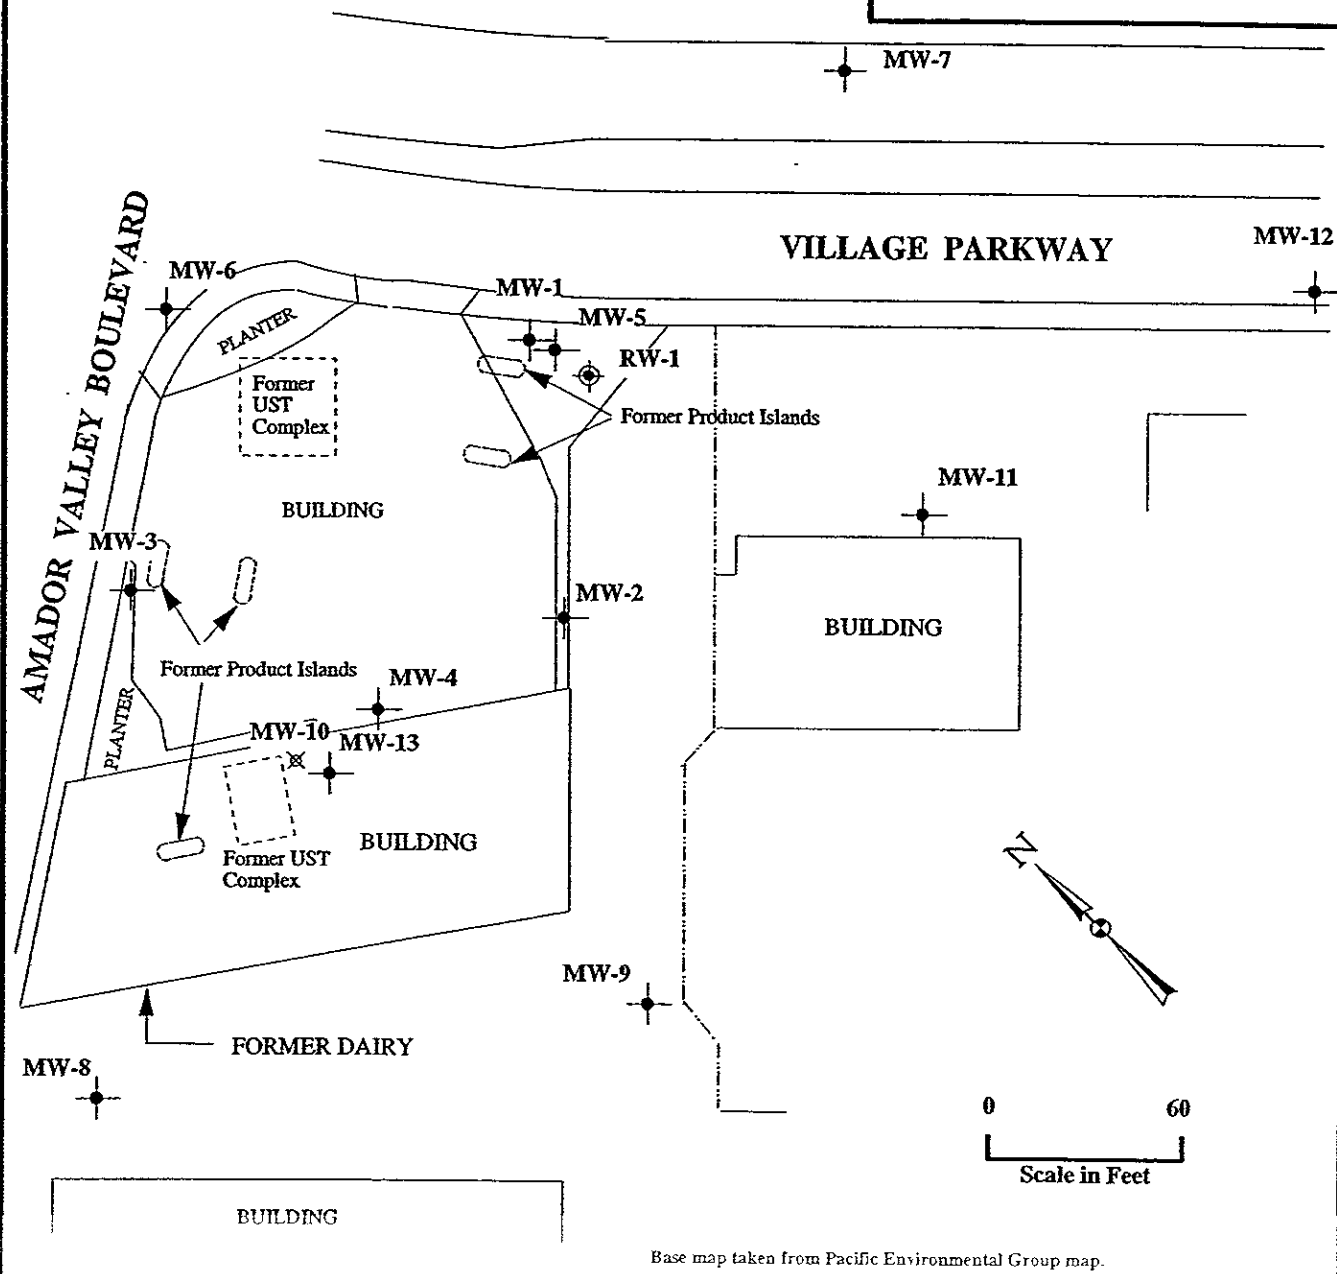 MW-7
VILLAGE PARKWAY
MW-12
AMADOR VALLEY BOULEVARD
MW-6
MW-1
MW-5
RW-1
PLANTER
Former
UST
Complex
Former Product Islands
BUILDING
MW-11
MW-3
MW-2
BUILDING
Former Product Islands
MW-4
PLANTER
MW-10
MW-13
BUILDING
Former UST
Complex
N
MW-9
FORMER DAIRY
MW-8
0 60
Scale in Feet
BUILDING
Base map taken from Pacific Environmental Group map.